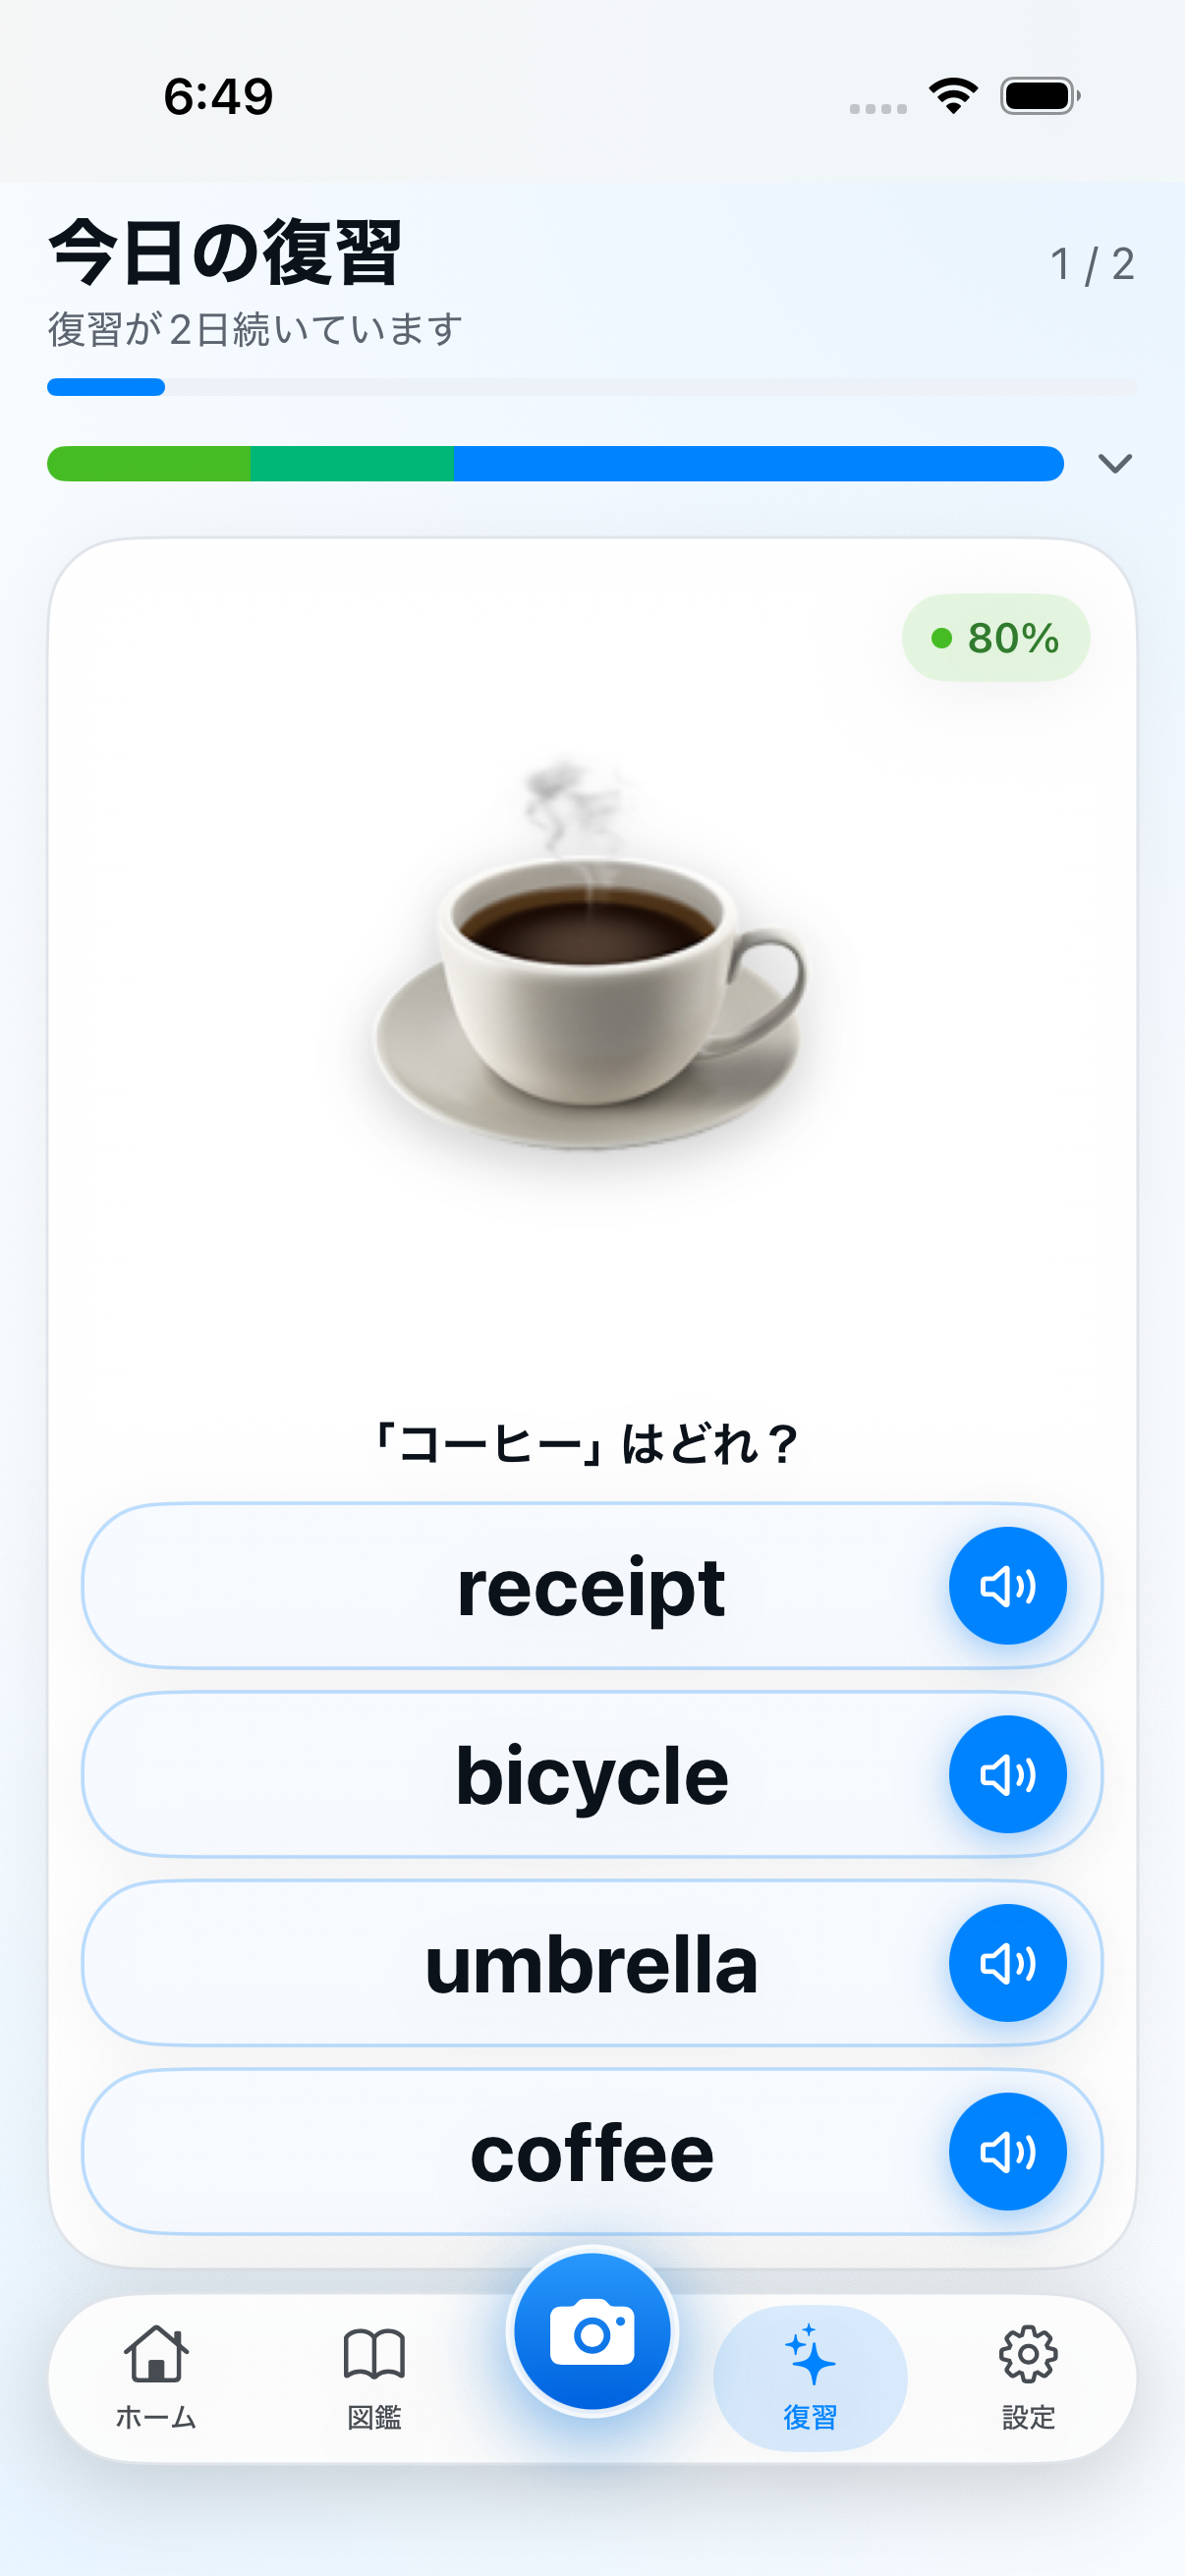 6:49
今日の復習
1 / 2
復習が2日続いています
80%
「コーヒー」はどれ？
receipt
bicycle
umbrella
coffee
ホーム
図鑑
復習
設定